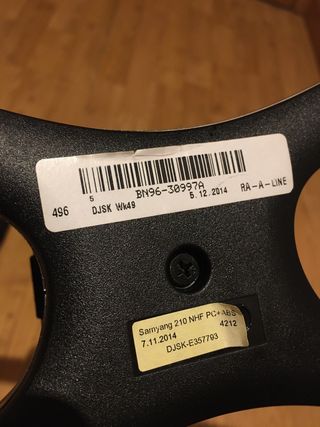 BN96-30997A
5 5.12.2014 RA-A-LINE
496 DJSK Wk49
Samyang 210 NHF PC+ABS
7.11.2014 4212
DJSK-E357793